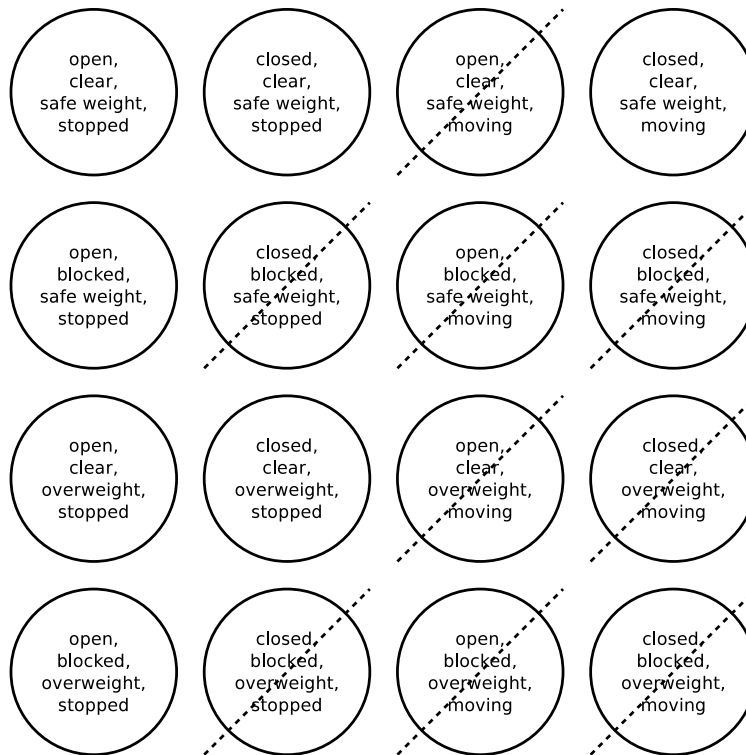 open,
clear,
safe weight,
stopped
closed,
clear,
safe weight,
stopped
open,
clear,
safe weight,
moving
closed,
clear,
safe weight,
moving
open,
blocked,
safe weight,
stopped
closed,
blocked,
safe weight,
stopped
open,
blocked,
safe weight,
moving
closed,
blocked,
safe weight,
moving
open,
clear,
overweight,
stopped
closed,
clear,
overweight,
stopped
open,
clear,
overweight,
moving
closed,
clear,
overweight,
moving
open,
blocked,
overweight,
stopped
closed,
blocked,
overweight,
stopped
open,
blocked,
overweight,
moving
closed,
blocked,
overweight,
moving